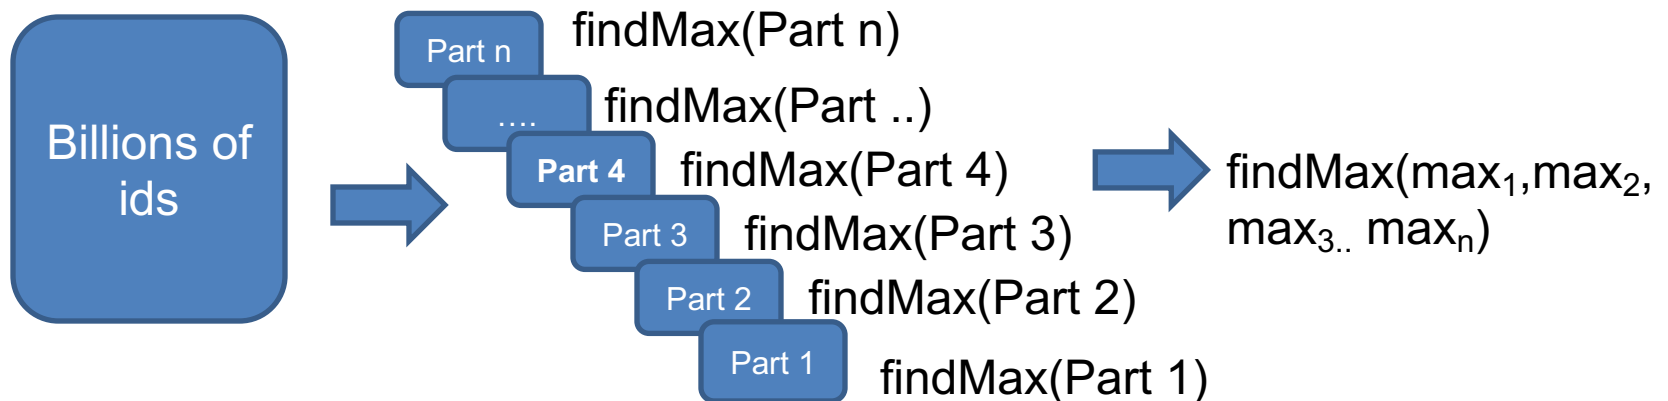 Billions of
ids
Part n
findMax(Part n)
....
findMax(Part ..)
Part 4
findMax(Part 4)
Part 3
findMax(Part 3)
Part 2
findMax(Part 2)
Part 1
findMax(Part 1)
findMax(max₁,max₂,
max₃.. maxₙ)